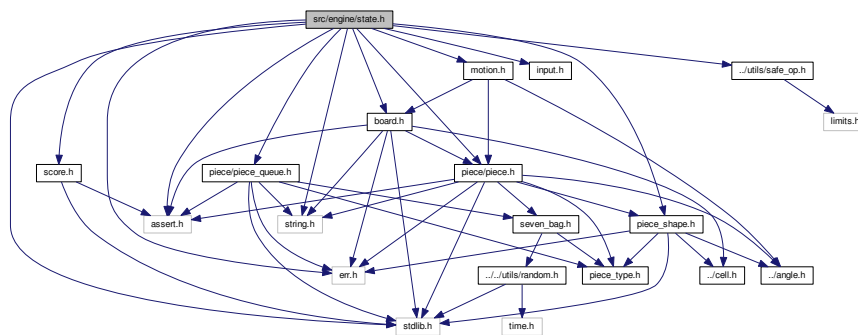 src/engine/state.h
motion.h
input.h
../utils/safe_op.h
board.h
limits.h
score.h
piece/piece_queue.h
piece/piece.h
assert.h
string.h
seven_bag.h
piece_shape.h
err.h
../../utils/random.h
piece_type.h
../cell.h
../angle.h
stdlib.h
time.h